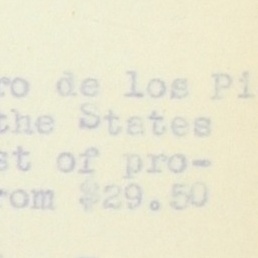 ro de los Pi
the States
st of pro-
rom $29.50